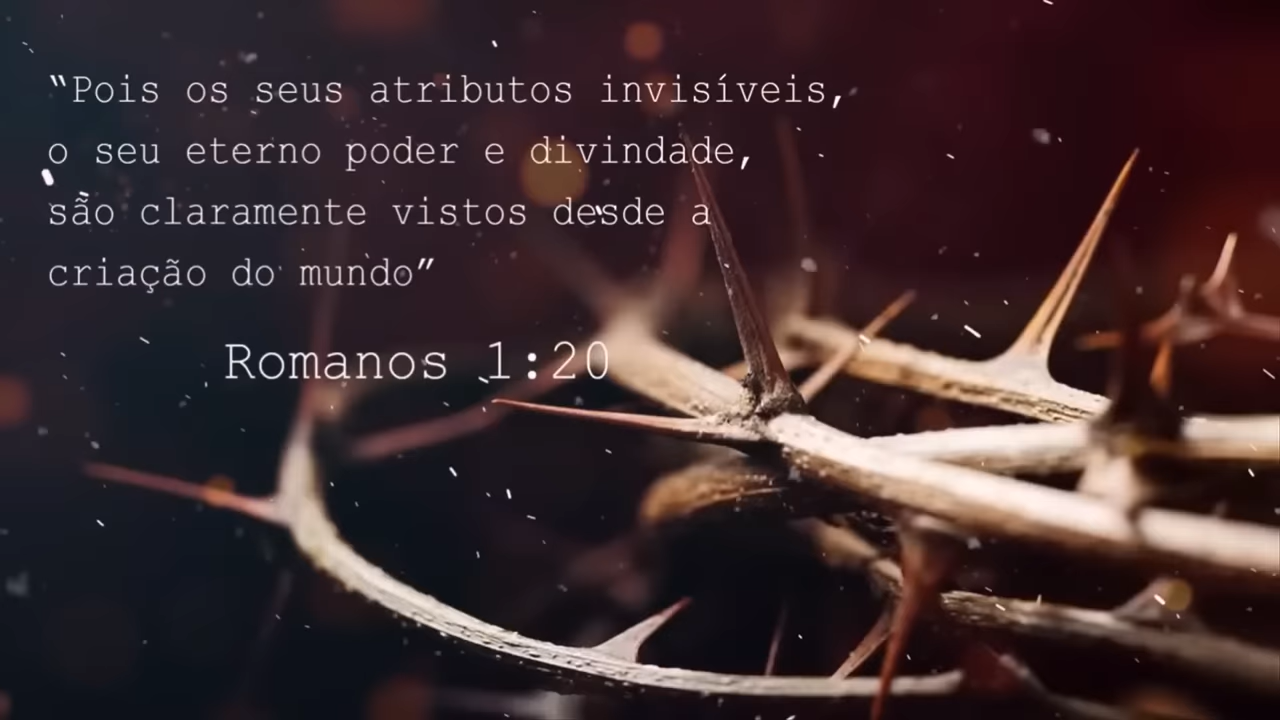 “Pois os seus atributos invisíveis,
o seu eterno poder e divindade,
são claramente vistos desde a
criação do mundo”
Romanos 1:20